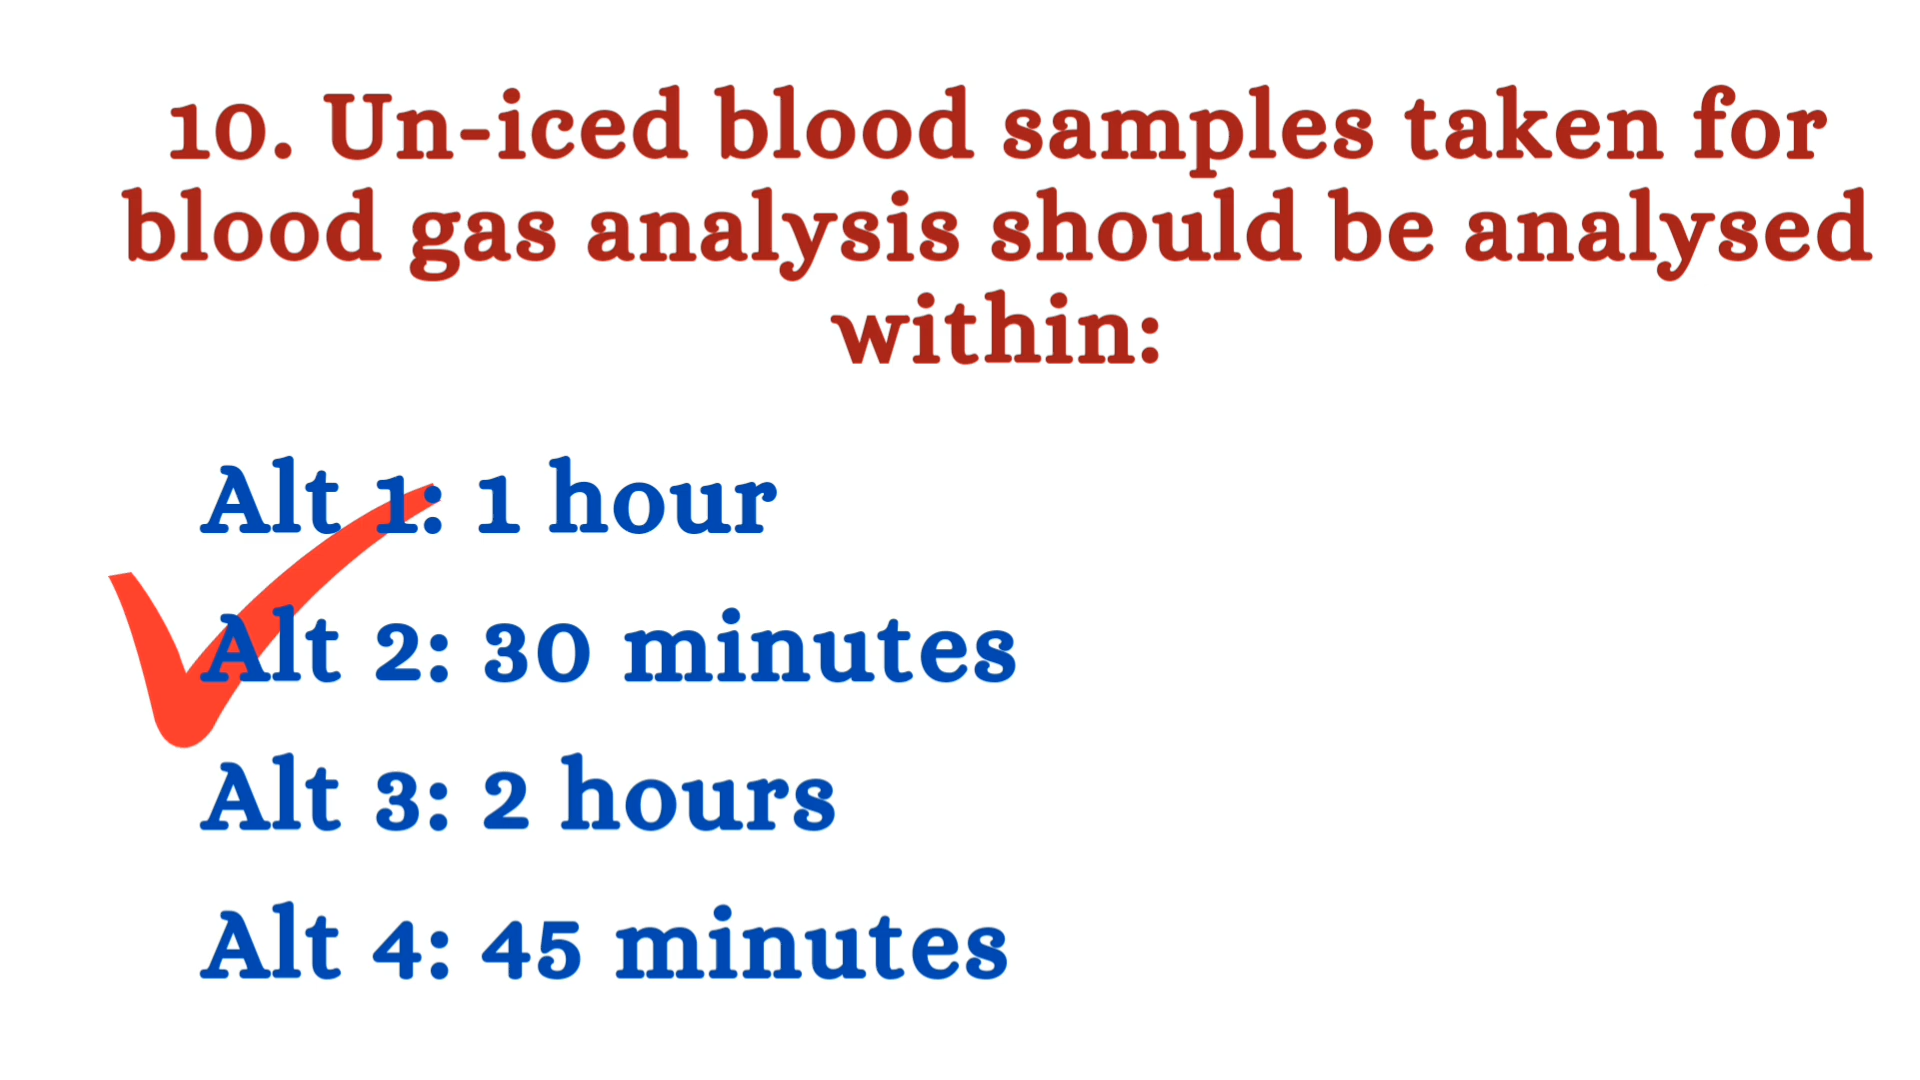 10. Un-iced blood samples taken for
blood gas analysis should be analysed
within:
Alt 1: 1 hour
Alt 2: 30 minutes
Alt 3: 2 hours
Alt 4: 45 minutes